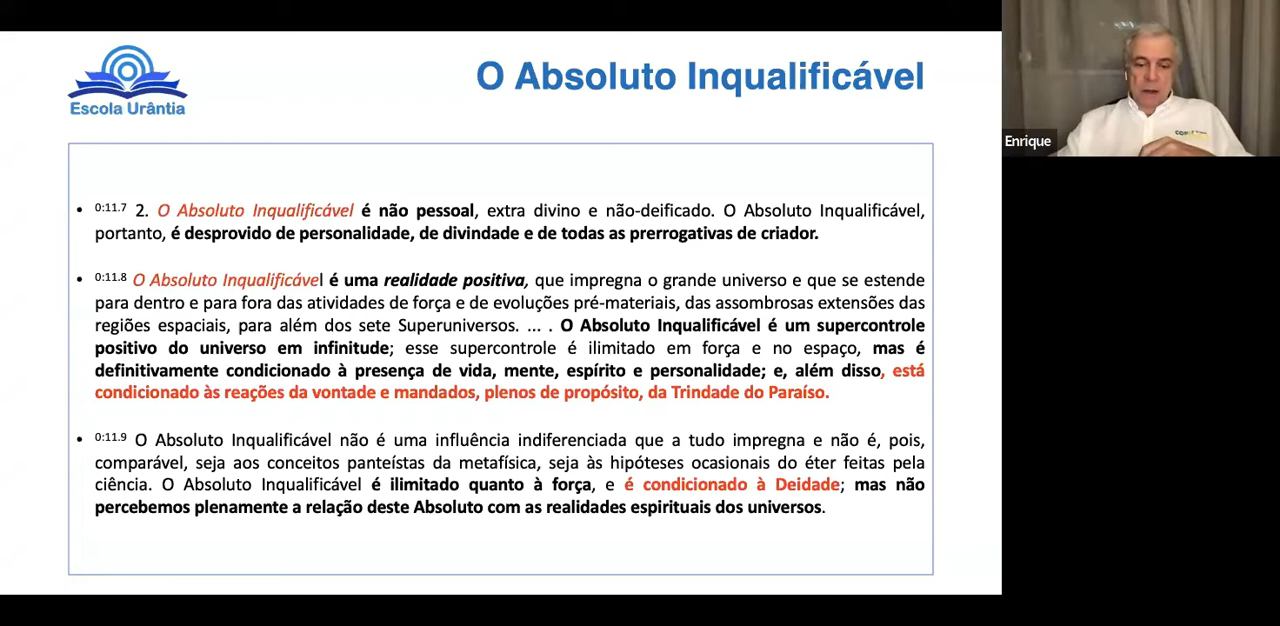 Escola Urântia
O Absoluto Inqualificável
Enrique
• 0:11.7 2. O Absoluto Inqualificável é não pessoal, extra divino e não-deificado. O Absoluto Inqualificável,
portanto, é desprovido de personalidade, de divindade e de todas as prerrogativas de criador.
• 0:11.8 O Absoluto Inqualificável é uma realidade positiva, que impregna o grande universo e que se estende
para dentro e para fora das atividades de força e de evoluções pré-materiais, das assombrosas extensões das
regiões espaciais, para além dos sete Superuniversos. ... . O Absoluto Inqualificável é um supercontrole
positivo do universo em infinitude; esse supercontrole é ilimitado em força e no espaço, mas é
definitivamente condicionado à presença de vida, mente, espírito e personalidade; e, além disso, está
condicionado às reações da vontade e mandados, plenos de propósito, da Trindade do Paraíso.
• 0:11.9 O Absoluto Inqualificável não é uma influência indiferenciada que a tudo impregna e não é, pois,
comparável, seja aos conceitos panteístas da metafísica, seja às hipóteses ocasionais do éter feitas pela
ciência. O Absoluto Inqualificável é ilimitado quanto à força, e é condicionado à Deidade; mas não
percebemos plenamente a relação deste Absoluto com as realidades espirituais dos universos.